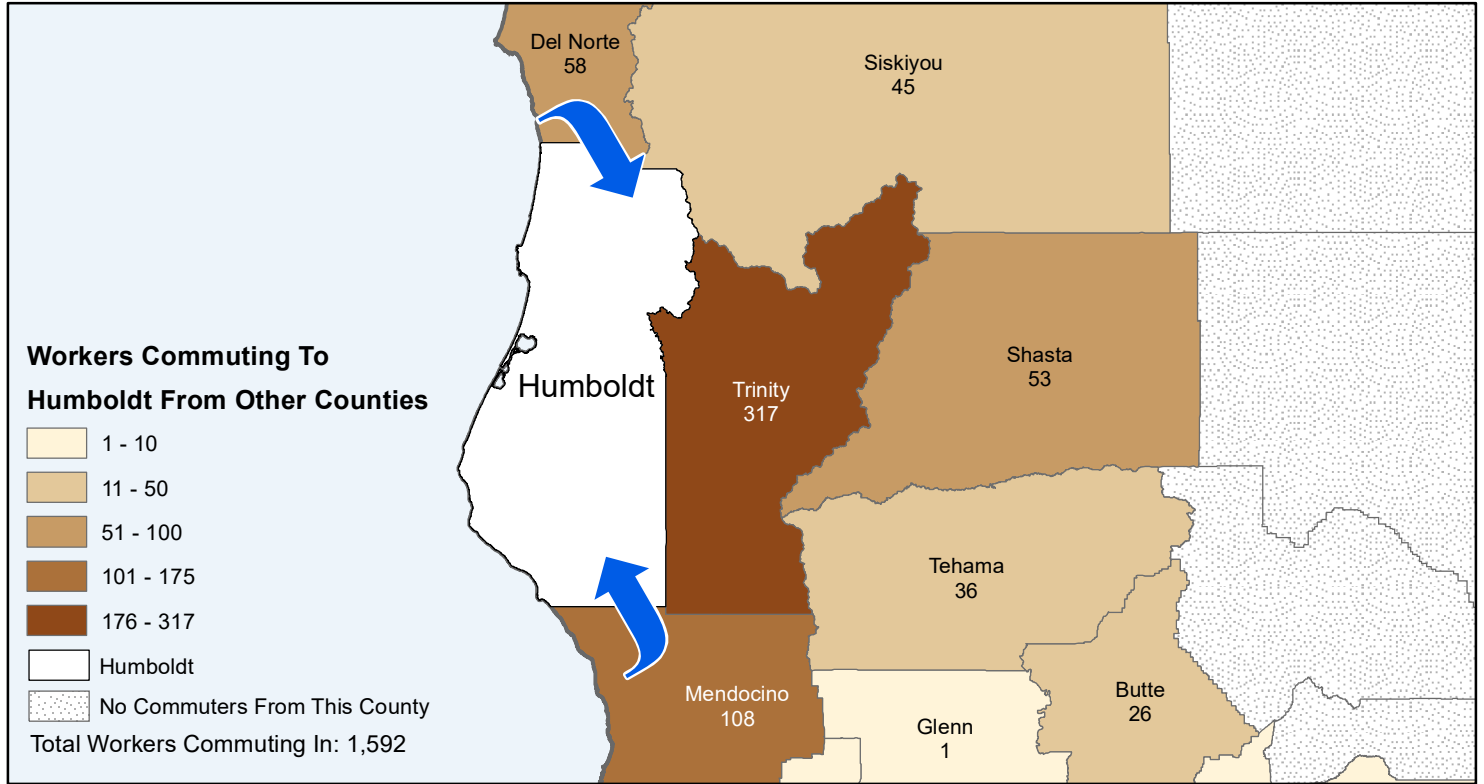 Del Norte
58
Siskiyou
45
Shasta
53
Trinity
317
Humboldt
Tehama
36
Butte
26
Mendocino
108
Glenn
1
Workers Commuting To
Humboldt From Other Counties
1 - 10
11 - 50
51 - 100
101 - 175
176 - 317
Humboldt
No Commuters From This County
Total Workers Commuting In: 1,592